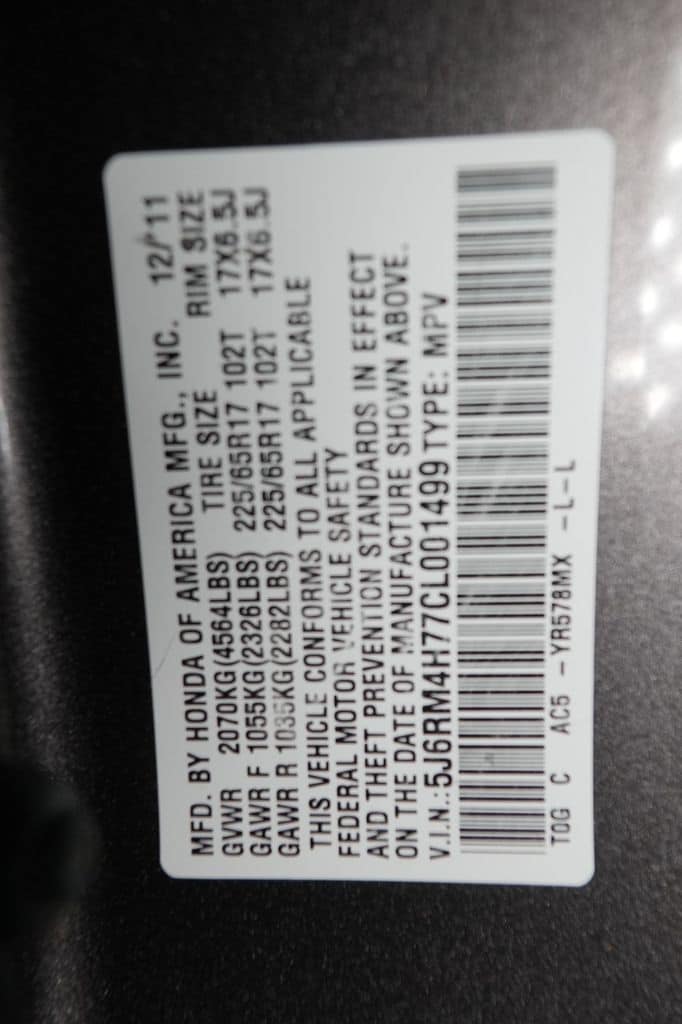 MFD. BY HONDA OF AMERICA MFG., INC. 12/11
GVWR 2070KG(4564LBS) TIRE SIZE RIM SIZE
GAWR F 1055KG(2326LBS) 225/65R17 102T 17X6.5J
GAWR R 1035KG(2282LBS) 225/65R17 102T 17X6.5J
THIS VEHICLE CONFORMS TO ALL APPLICABLE
FEDERAL MOTOR VEHICLE SAFETY
AND THEFT PREVENTION STANDARDS IN EFFECT
ON THE DATE OF MANUFACTURE SHOWN ABOVE.
V.I.N.:5J6RM4H77CL001499 TYPE: MPV
TOG C AC5 -YR578MX -L-L